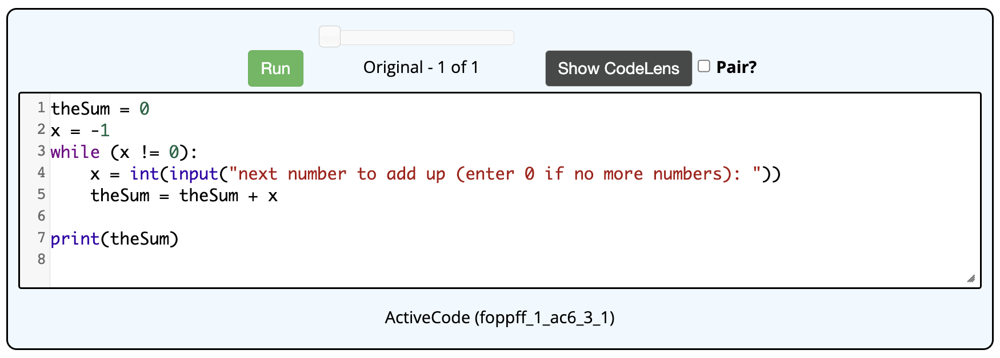 Run Original - 1 of 1 Show CodeLens Pair?
1 theSum = 0
2 x = -1
3 while (x != 0):
4     x = int(input("next number to add up (enter 0 if no more numbers): "))
5     theSum = theSum + x
6
7 print(theSum)
8
ActiveCode (foppff_1_ac6_3_1)